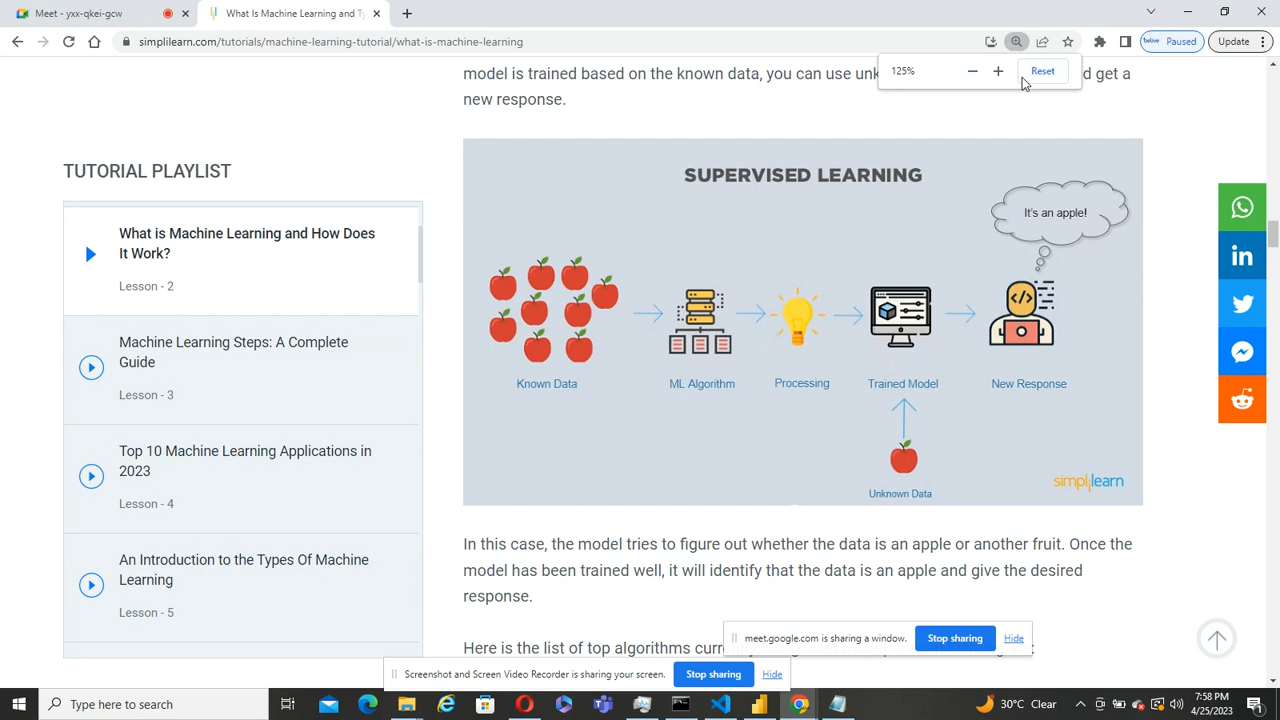 Meet - yxx-qkei-gcw
What Is Machine Learning and Ty
simplilearn.com/tutorials/machine-learning-tutorial/what-is-machine-lerdning
Paused
Update
125%
Reset
model is trained based on the known data, you can use unk
d get a
new response.
TUTORIAL PLAYLIST
What is Machine Learning and How Does
It Work?
Lesson - 2
Machine Learning Steps: A Complete
Guide
Lesson - 3
Top 10 Machine Learning Applications in
2023
Lesson - 4
An Introduction to the Types Of Machine
Learning
Lesson - 5
SUPERVISED LEARNING
It's an apple!
Known Data
ML Algorithm
Processing
Trained Model
New Response
Unknown Data
simplilearn
In this case, the model tries to figure out whether the data is an apple or another fruit. Once the
model has been trained well, it will identify that the data is an apple and give the desired
response.
Here is the list of top algorithms
meet.google.com is sharing a window.
Stop sharing
Hide
Screenshot and Screen Video Recorder is sharing your screen.
Stop sharing
Hide
Type here to search
30°C Clear
7:58 PM
4/25/2023